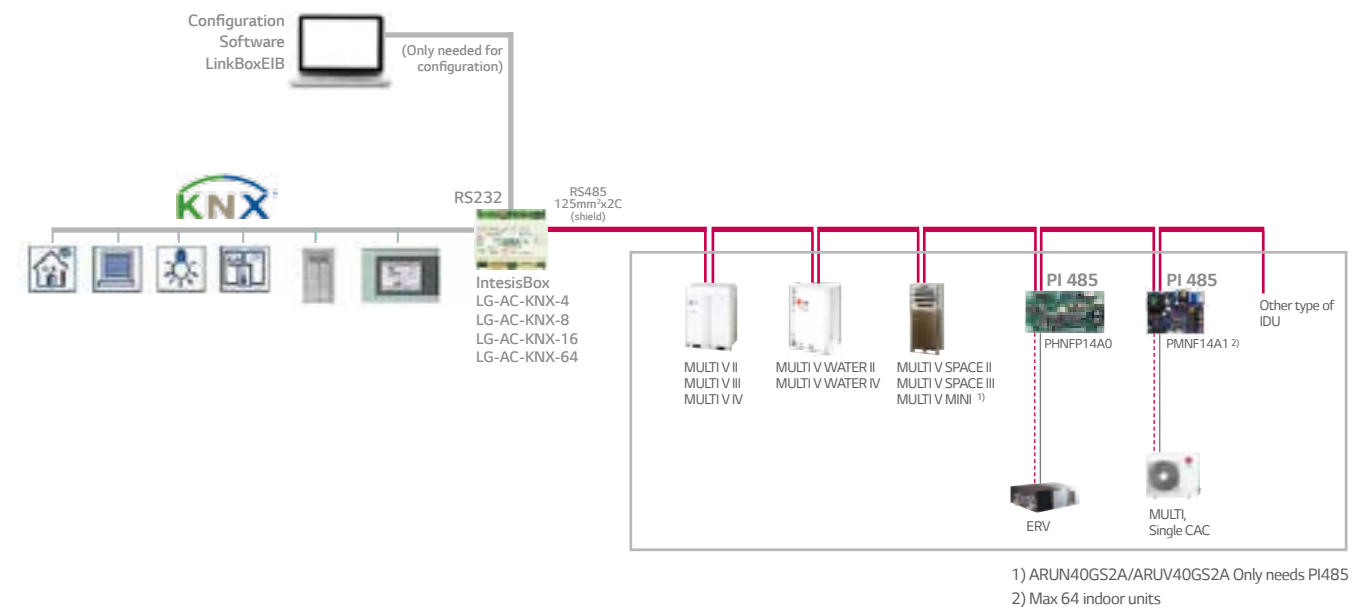 Configuration
Software
LinkBoxEIB
(Only needed for
configuration)
KNX
RS232
RS485
125mm²x2C
(shield)
IntesisBox
LG-AC-KNX-4
LG-AC-KNX-8
LG-AC-KNX-16
LG-AC-KNX-64
MULTI V II
MULTI V III
MULTI V IV
MULTI V WATER II
MULTI V WATER IV
MULTI V SPACE II
MULTI V SPACE III
MULTI V MINI 1)
PI 485
PHNFP14A0
ERV
PI 485
PMNF14A1 2)
MULTI,
Single CAC
Other type of
IDU
1) ARUN40GS2A/ARUV40GS2A Only needs PI485
2) Max 64 indoor units